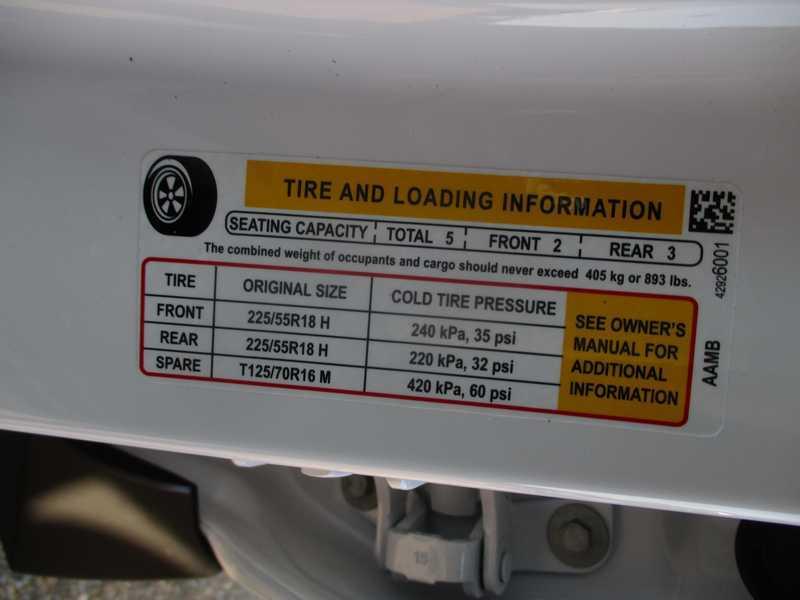 TIRE AND LOADING INFORMATION
SEATING CAPACITY TOTAL 5 FRONT 2 REAR 3
The combined weight of occupants and cargo should never exceed 405 kg or 893 lbs.
TIRE ORIGINAL SIZE COLD TIRE PRESSURE
FRONT 225/55R18 H 240 kPa, 35 psi
REAR 225/55R18 H 220 kPa, 32 psi
SPARE T125/70R16 M 420 kPa, 60 psi
SEE OWNER'S
MANUAL FOR
ADDITIONAL
INFORMATION
42926001
AAMB
15